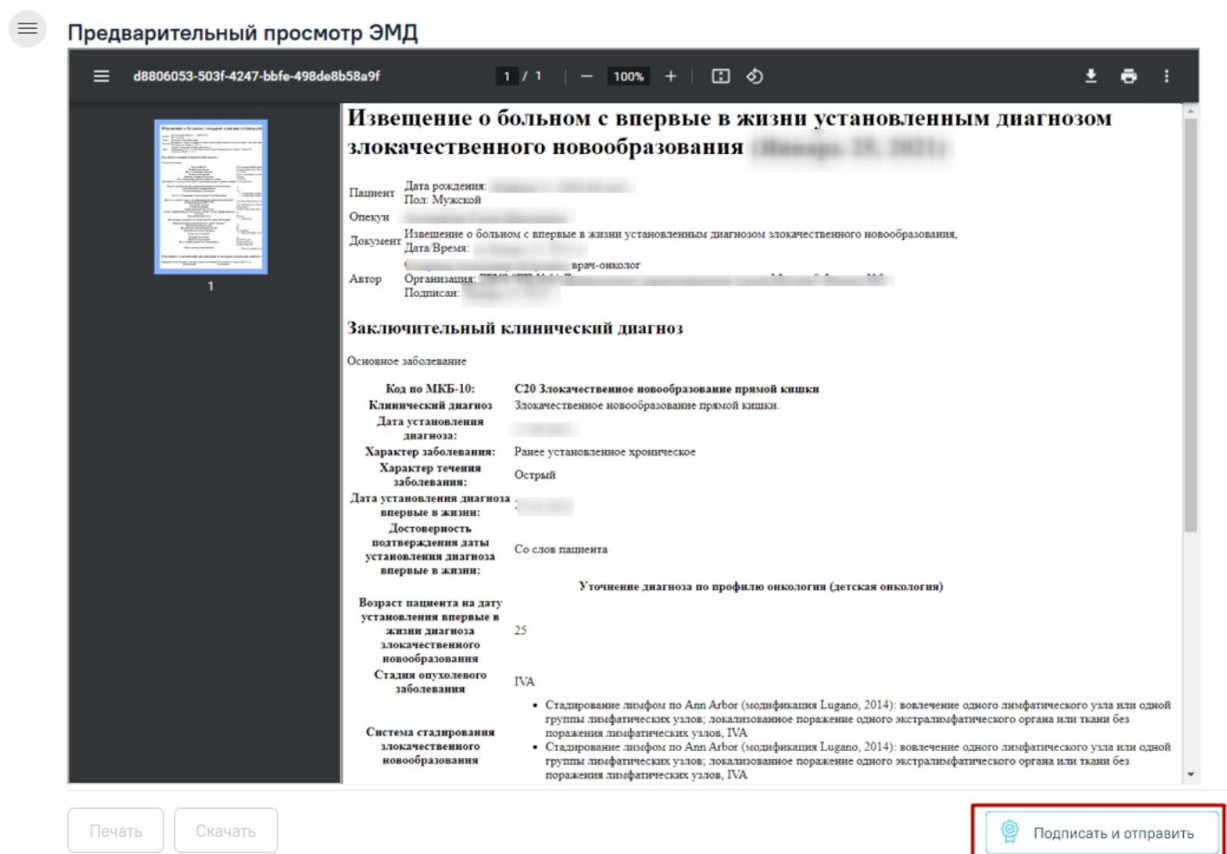 Предварительный просмотр ЭМД
d8806053-503f-4247-bbfe-498de8b58a9f
1 / 1
100%
Извещение о больном с впервые в жизни установленным диагнозом
злокачественного новообразования
1
Пациент
Дата рождения:
Пол: Мужской
Опекун
Документ
Извещение о больном с впервые в жизни установленным диагнозом злокачественного новообразования,
Дата/Время:
Автор
врач-онколог
Организация:
Подписан:
Заключительный клинический диагноз
Основное заболевание
Код по МКБ-10: C20 Злокачественное новообразование прямой кишки
Клинический диагноз Злокачественное новообразование прямой кишки.
Дата установления
диагноза:
Характер заболевания: Ранее установленное хроническое
Характер течения
заболевания:
Острый
Дата установления диагноза
впервые в жизни:
Достоверность
подтверждения даты
установления диагноза
впервые в жизни:
Со слов пациента
Уточнение диагноза по профилю онкология (детская онкология)
Возраст пациента на дату
установления впервые в
жизни диагноза
злокачественного
новообразования
25
Стадия опухолевого
заболевания
IVA
Система стадирования
злокачественного
новообразования
• Стадирование лимфом по Ann Arbor (модификация Lugano, 2014): вовлечение одного лимфатического узла или одной
группы лимфатических узлов; локализованное поражение одного экстралимфатического органа или ткани без
поражения лимфатических узлов, IVA
• Стадирование лимфом по Ann Arbor (модификация Lugano, 2014): вовлечение одного лимфатического узла или одной
группы лимфатических узлов; локализованное поражение одного экстралимфатического органа или ткани без
поражения лимфатических узлов, IVA
Печать
Скачать
Подписать и отправить